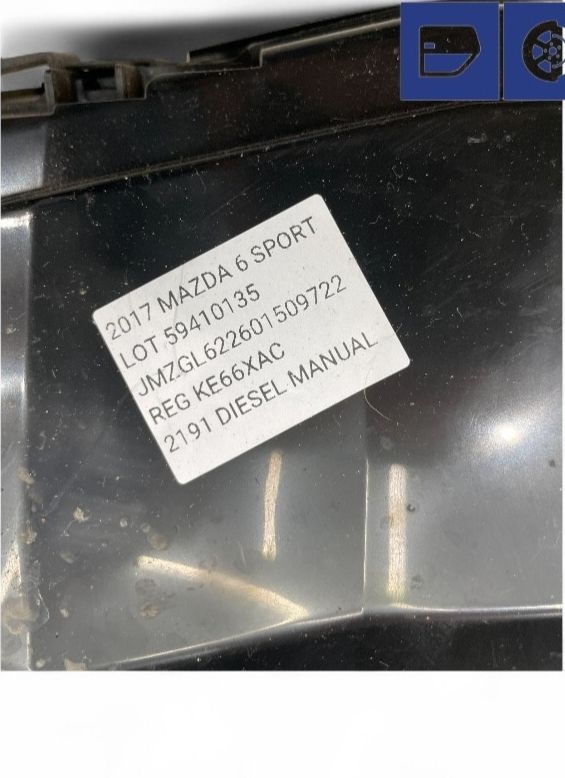 2017 MAZDA 6 SPORT
LOT 59410135
JMZGL622601509722
REG KE66XAC
2191 DIESEL MANUAL